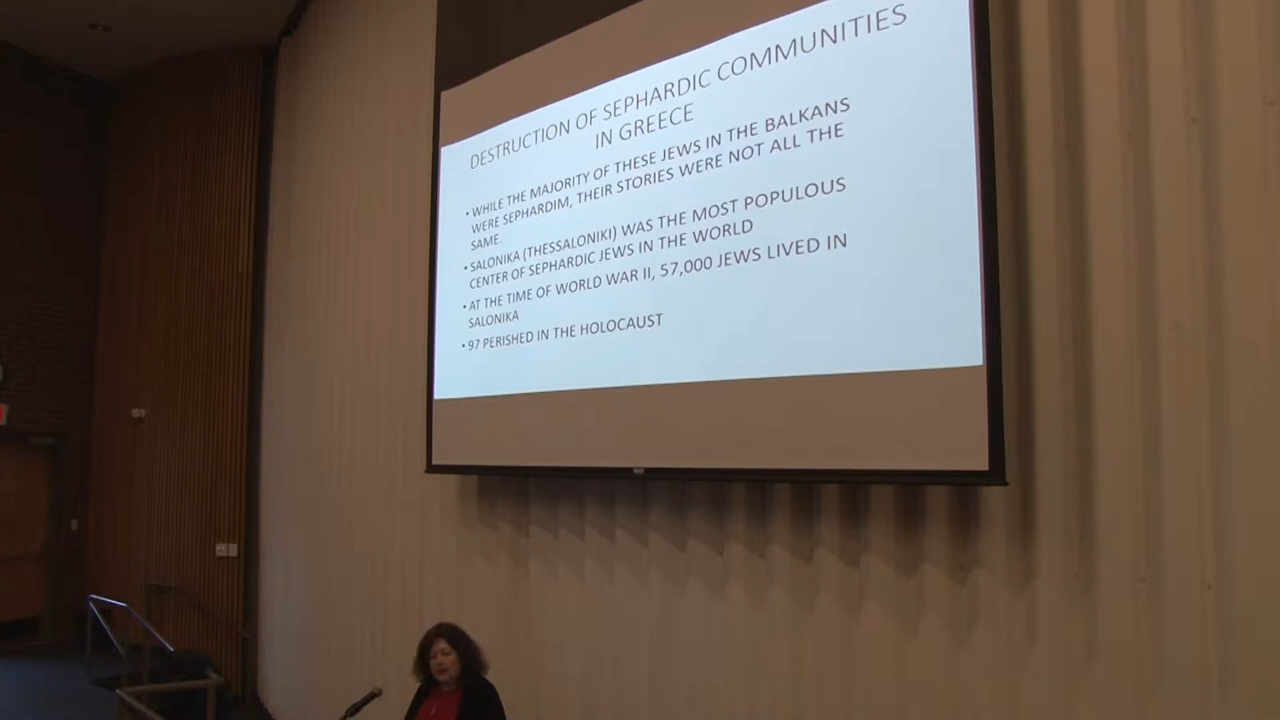 DESTRUCTION OF SEPHARDIC COMMUNITIES
IN GREECE
• WHILE THE MAJORITY OF THESE JEWS IN THE BALKANS
WERE SEPHARDIM, THEIR STORIES WERE NOT ALL THE
SAME.
• SALONIKA (THESSALONIKI) WAS THE MOST POPULOUS
CENTER OF SEPHARDIC JEWS IN THE WORLD
• AT THE TIME OF WORLD WAR II, 57,000 JEWS LIVED IN
SALONIKA
• 97 PERISHED IN THE HOLOCAUST